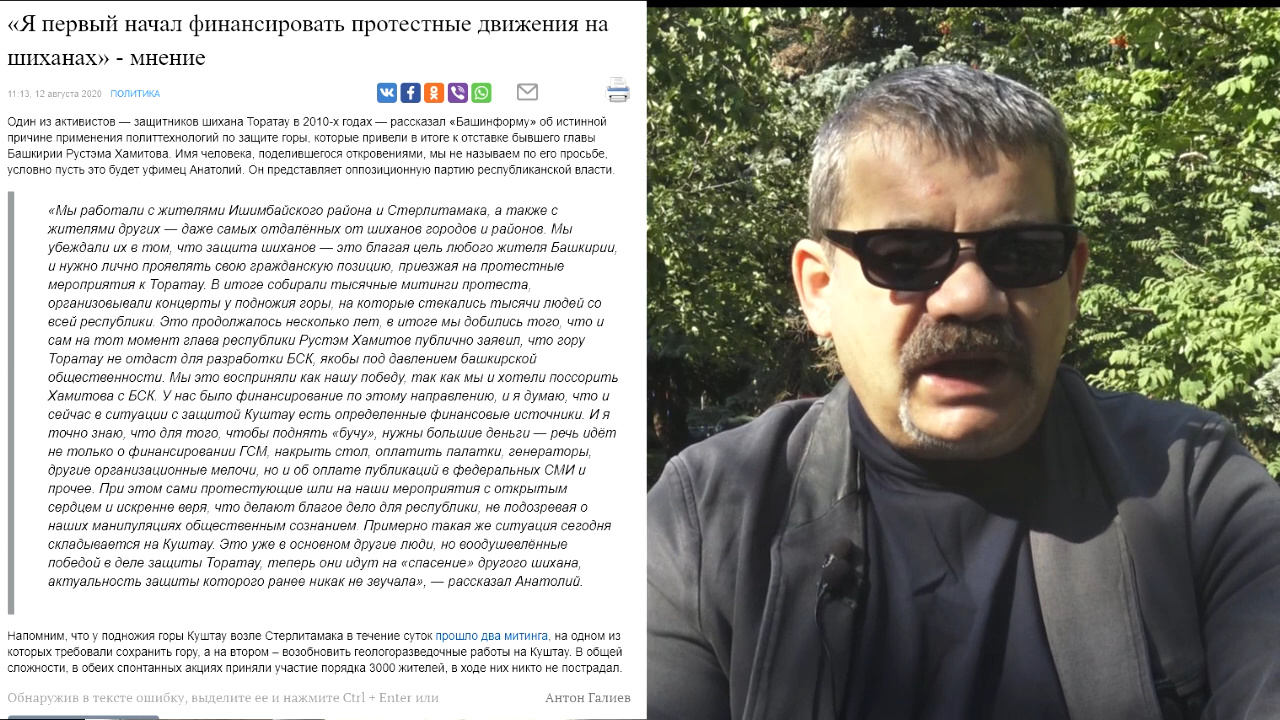 «Я первый начал финансировать протестные движения на
шиханах» - мнение
11:13, 12 августа 2020 ПОЛИТИКА
Один из активистов — защитников шихана Торатау в 2010-х годах — рассказал «Башинформу» об истинной
причине применения политтехнологий по защите горы, которые привели в итоге к отставке бывшего главы
Башкирии Рустэма Хамитова. Имя человека, поделившегося откровениями, мы не называем по его просьбе,
условно пусть это будет уфимец Анатолий. Он представляет оппозиционную партию республиканской власти.
«Мы работали с жителями Ишимбайского района и Стерлитамака, а также с
жителями других — даже самых отдалённых от шиханов городов и районов. Мы
убеждали их в том, что защита шиханов — это благая цель любого жителя Башкирии,
и нужно лично проявлять свою гражданскую позицию, приезжая на протестные
мероприятия к Торатау. В итоге собирали тысячные митинги протеста,
организовывали концерты у подножия горы, на которые стекались тысячи людей со
всей республики. Это продолжалось несколько лет, в итоге мы добились того, что и
сам на тот момент глава республики Рустэм Хамитов публично заявил, что гору
Торатау не отдаст для разработки БСК, якобы под давлением башкирской
общественности. Мы это восприняли как нашу победу, так как мы и хотели поссорить
Хамитова с БСК. У нас было финансирование по этому направлению, и я думаю, что и
сейчас в ситуации с защитой Куштау есть определенные финансовые источники. И я
точно знаю, что для того, чтобы поднять «бучу», нужны большие деньги — речь идёт
не только о финансировании ГСМ, накрыть стол, оплатить палатки, генераторы,
другие организационные мелочи, но и об оплате публикаций в федеральных СМИ и
прочее. При этом сами протестующие шли на наши мероприятия с открытым
сердцем и искренне веря, что делают благое дело для республики, не подозревая о
наших манипуляциях общественным сознанием. Примерно такая же ситуация сегодня
складывается на Куштау. Это уже в основном другие люди, но воодушевлённые
победой в деле защиты Торатау, теперь они идут на «спасение» другого шихана,
актуальность защиты которого ранее никак не звучала», — рассказал Анатолий.
Напомним, что у подножия горы Куштау возле Стерлитамака в течение суток прошло два митинга, на одном из
которых требовали сохранить гору, а на втором – возобновить геологоразведочные работы на Куштау. В общей
сложности, в обеих спонтанных акциях приняли участие порядка 3000 жителей, в ходе них никто не пострадал.
Обнаружив в тексте ошибку, выделите ее и нажмите Ctrl + Enter или Антон Галиев